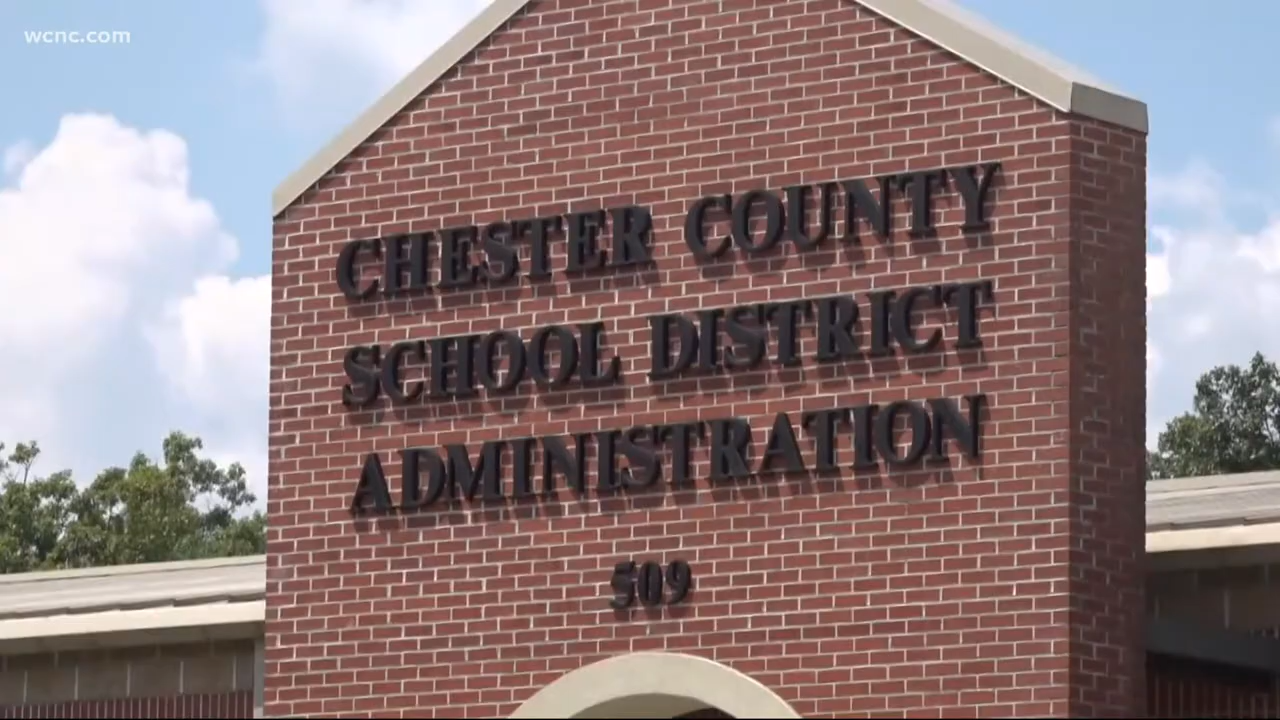 wcnc.com
CHESTER COUNTY
SCHOOL DISTRICT
ADMINISTRATION
509